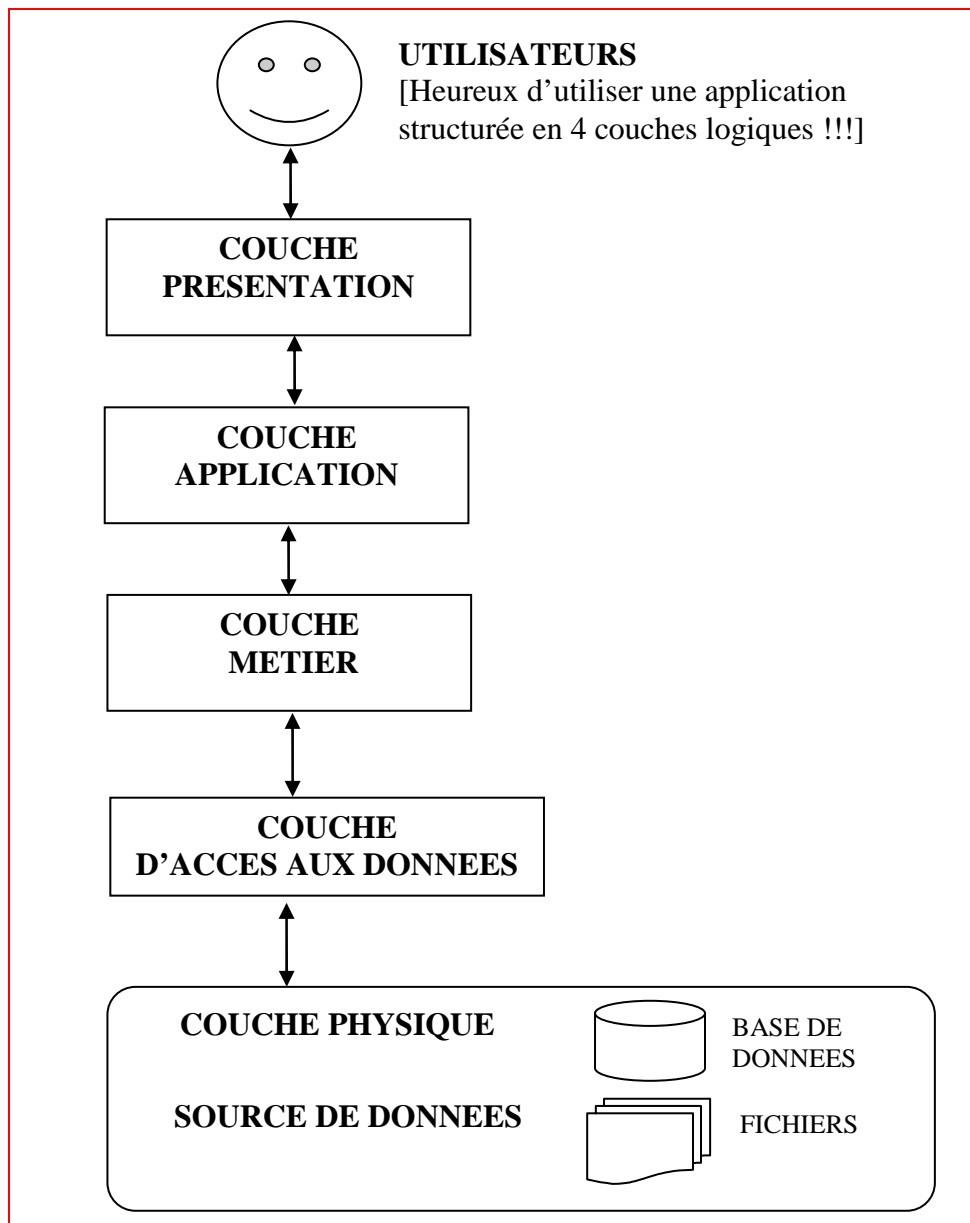 UTILISATEURS
[Heureux d’utiliser une application
structurée en 4 couches logiques !!!]
COUCHE
PRESENTATION
COUCHE
APPLICATION
COUCHE
METIER
COUCHE
D’ACCES AUX DONNEES
COUCHE PHYSIQUE
BASE DE
DONNEES
SOURCE DE DONNEES
FICHIERS